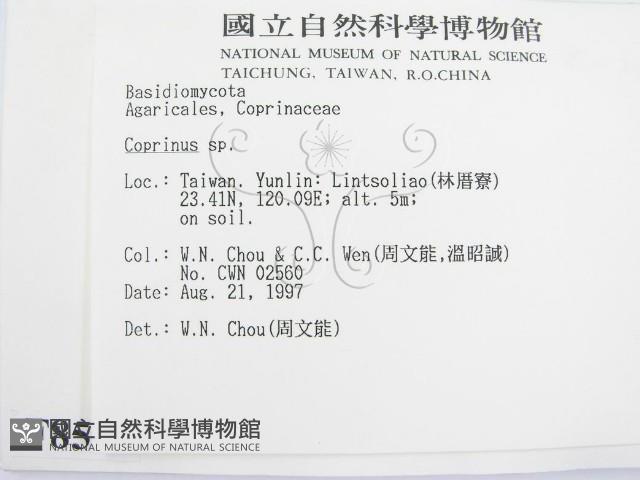 國立自然科學博物館
NATIONAL MUSEUM OF NATURAL SCIENCE
TAICHUNG, TAIWAN, R.O.CHINA
Basidiomycota
Agaricales, Coprinaceae
Coprinus sp.
Loc.: Taiwan. Yunlin: Lintsoliao(林厝寮)
23.41N, 120.09E; alt. 5m;
on soil.
Col.: W.N. Chou & C.C. Wen(周文能,溫昭誠)
No. CWN 02560
Date: Aug. 21, 1997
Det.: W.N. Chou(周文能)
國立自然科學博物館
NATIONAL MUSEUM OF NATURAL SCIENCE